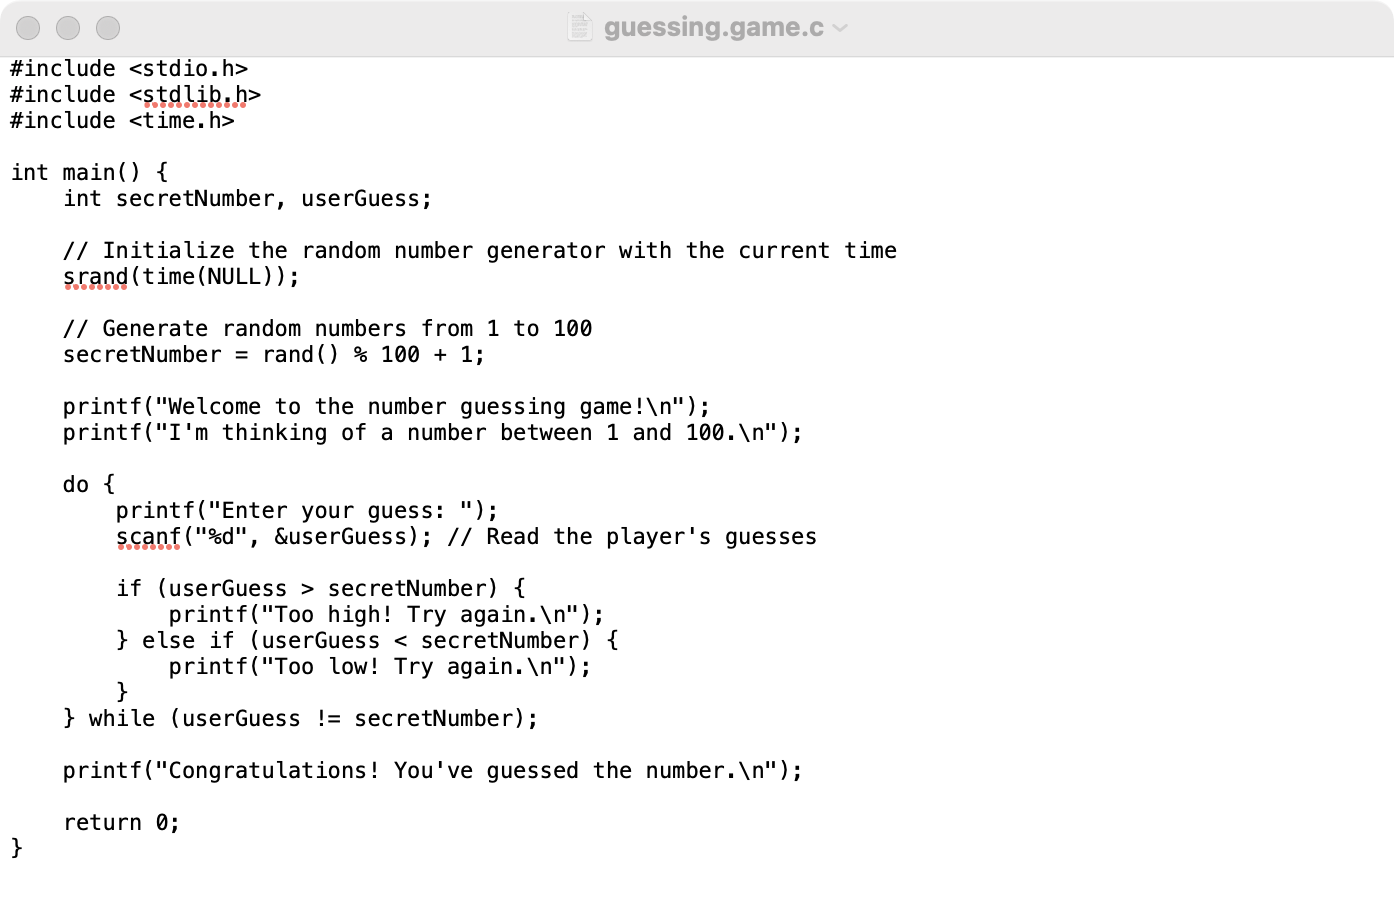 guessing.game.c
#include <stdio.h>
#include <stdlib.h>
#include <time.h>

int main() {
    int secretNumber, userGuess;

    // Initialize the random number generator with the current time
    srand(time(NULL));

    // Generate random numbers from 1 to 100
    secretNumber = rand() % 100 + 1;

    printf("Welcome to the number guessing game!\n");
    printf("I'm thinking of a number between 1 and 100.\n");

    do {
        printf("Enter your guess: ");
        scanf("%d", &userGuess); // Read the player's guesses

        if (userGuess > secretNumber) {
            printf("Too high! Try again.\n");
        } else if (userGuess < secretNumber) {
            printf("Too low! Try again.\n");
        }
    } while (userGuess != secretNumber);

    printf("Congratulations! You've guessed the number.\n");

    return 0;
}